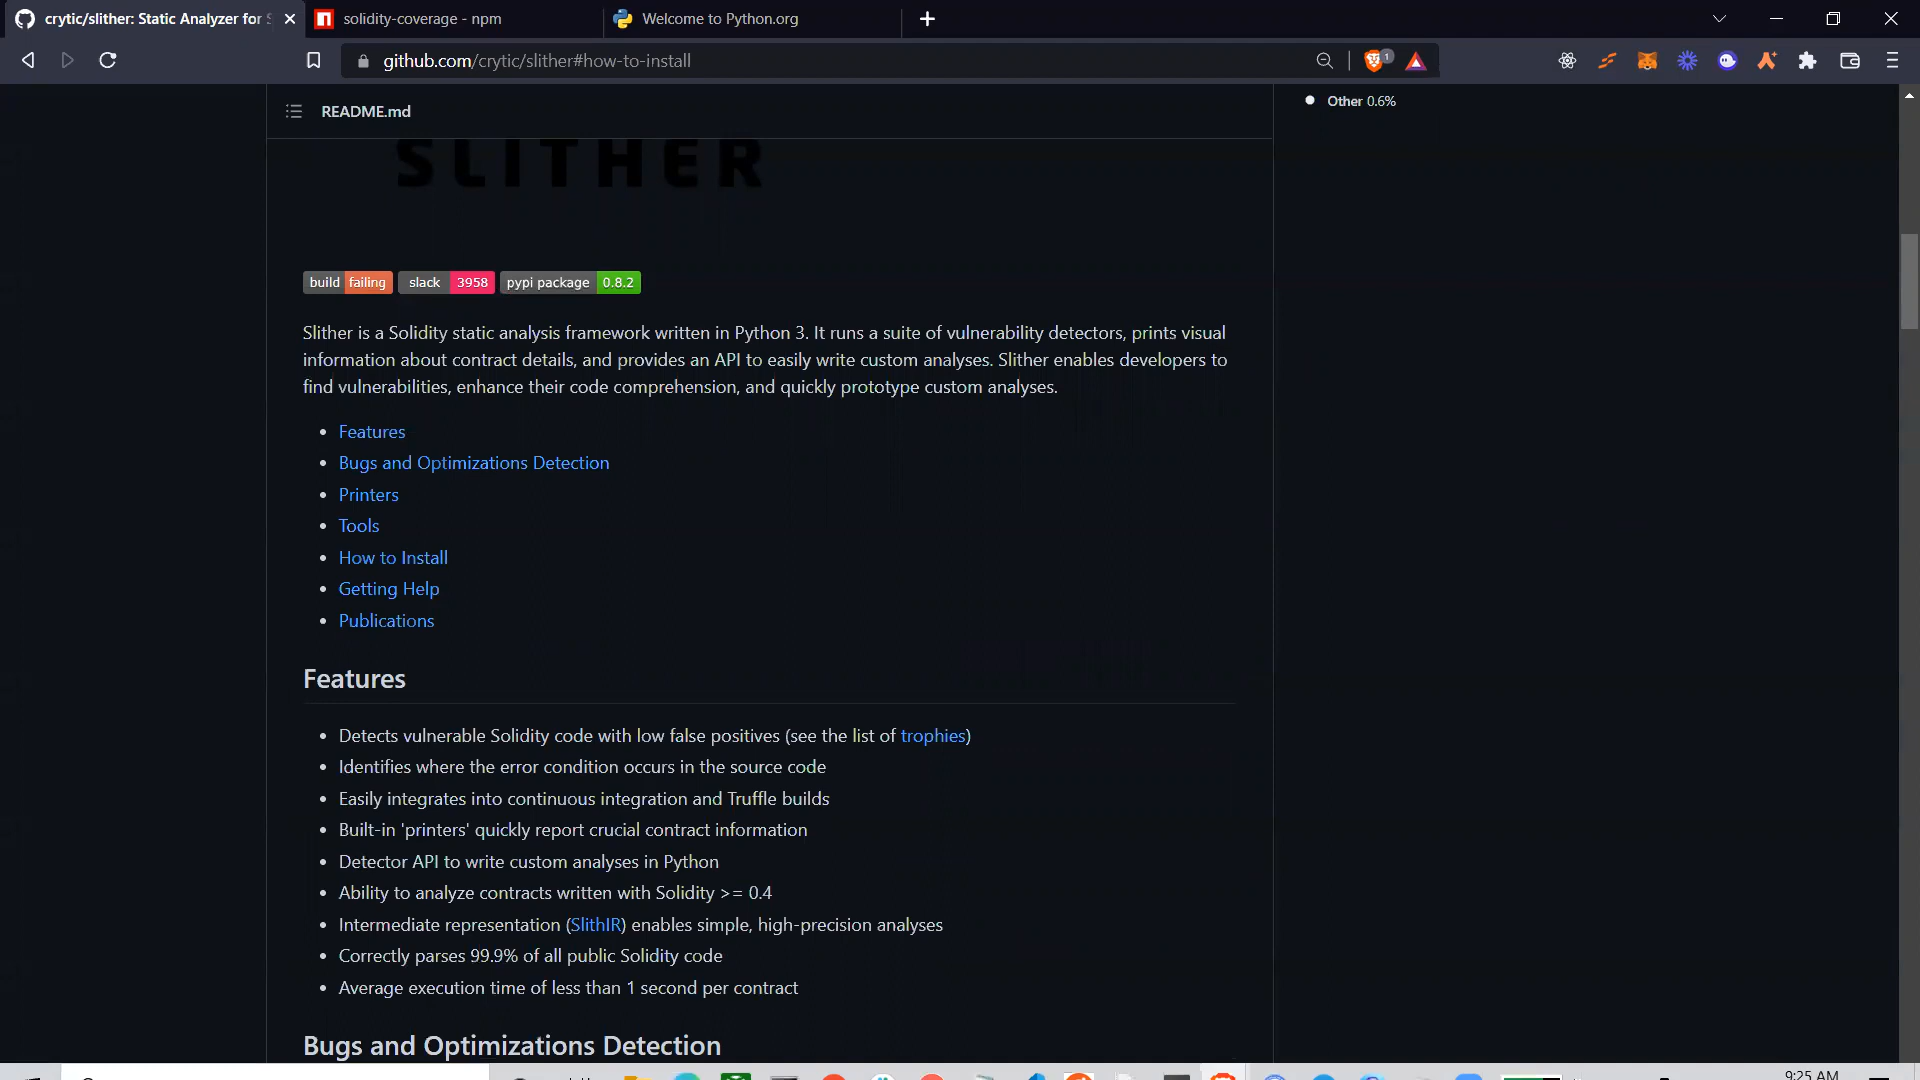 crytic/slither: Static Analyzer for S
solidity-coverage - npm
Welcome to Python.org
github.com/crytic/slither#how-to-install
1
README.md
Other 0.6%
SLITHER
build failing slack 3958 pypi package 0.8.2
Slither is a Solidity static analysis framework written in Python 3. It runs a suite of vulnerability detectors, prints visual
information about contract details, and provides an API to easily write custom analyses. Slither enables developers to
find vulnerabilities, enhance their code comprehension, and quickly prototype custom analyses.
Features
Bugs and Optimizations Detection
Printers
Tools
How to Install
Getting Help
Publications
Features
Detects vulnerable Solidity code with low false positives (see the list of trophies)
Identifies where the error condition occurs in the source code
Easily integrates into continuous integration and Truffle builds
Built-in 'printers' quickly report crucial contract information
Detector API to write custom analyses in Python
Ability to analyze contracts written with Solidity >= 0.4
Intermediate representation (SlithIR) enables simple, high-precision analyses
Correctly parses 99.9% of all public Solidity code
Average execution time of less than 1 second per contract
Bugs and Optimizations Detection
9:25 AM